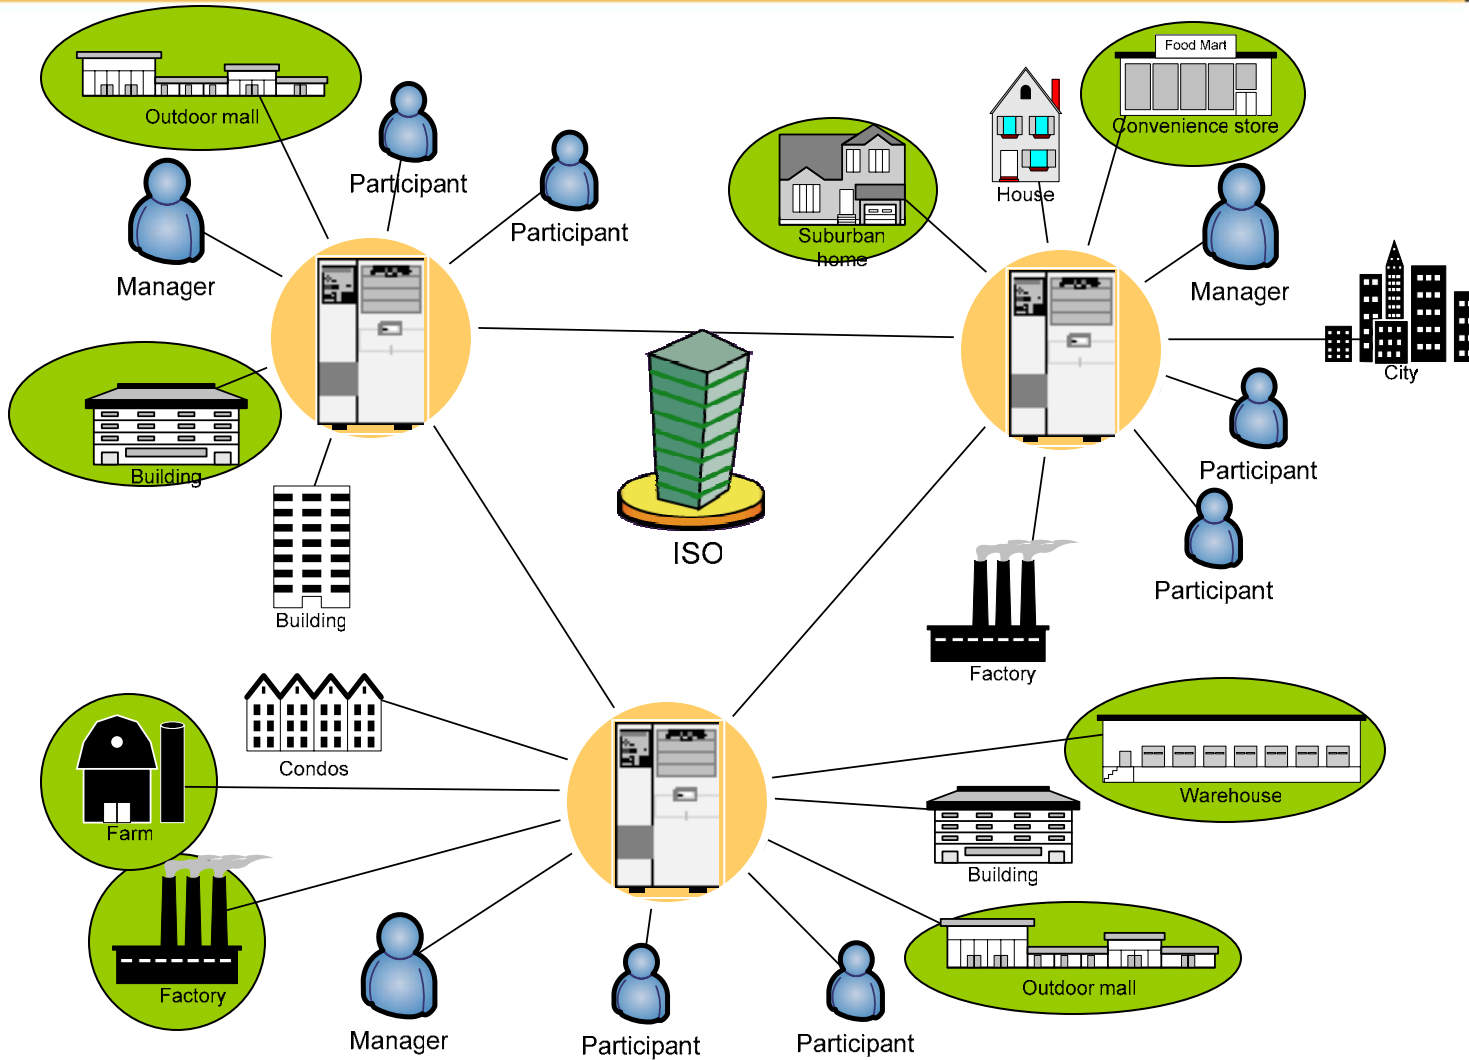 Outdoor mall
Participant
Participant
Manager
Building
Building
Food Mart
Convenience store
House
Suburban
home
Manager
City
Participant
Participant
Factory
ISO
Condos
Farm
Factory
Manager
Participant
Participant
Warehouse
Building
Outdoor mall